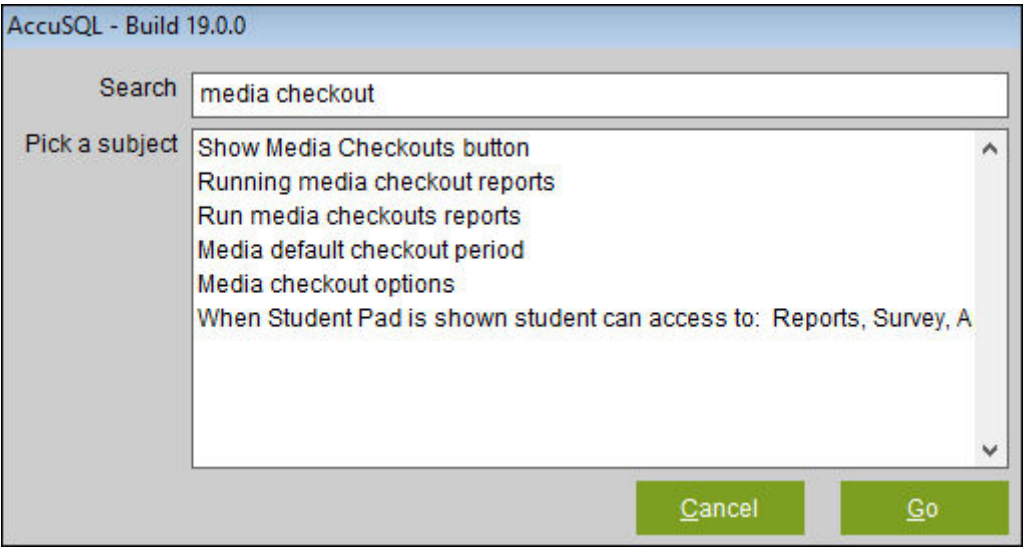 AccuSQL - Build 19.0.0
Search media checkout
Pick a subject
Show Media Checkouts button
Running media checkout reports
Run media checkouts reports
Media default checkout period
Media checkout options
When Student Pad is shown student can access to:  Reports, Survey, A
Cancel
Go